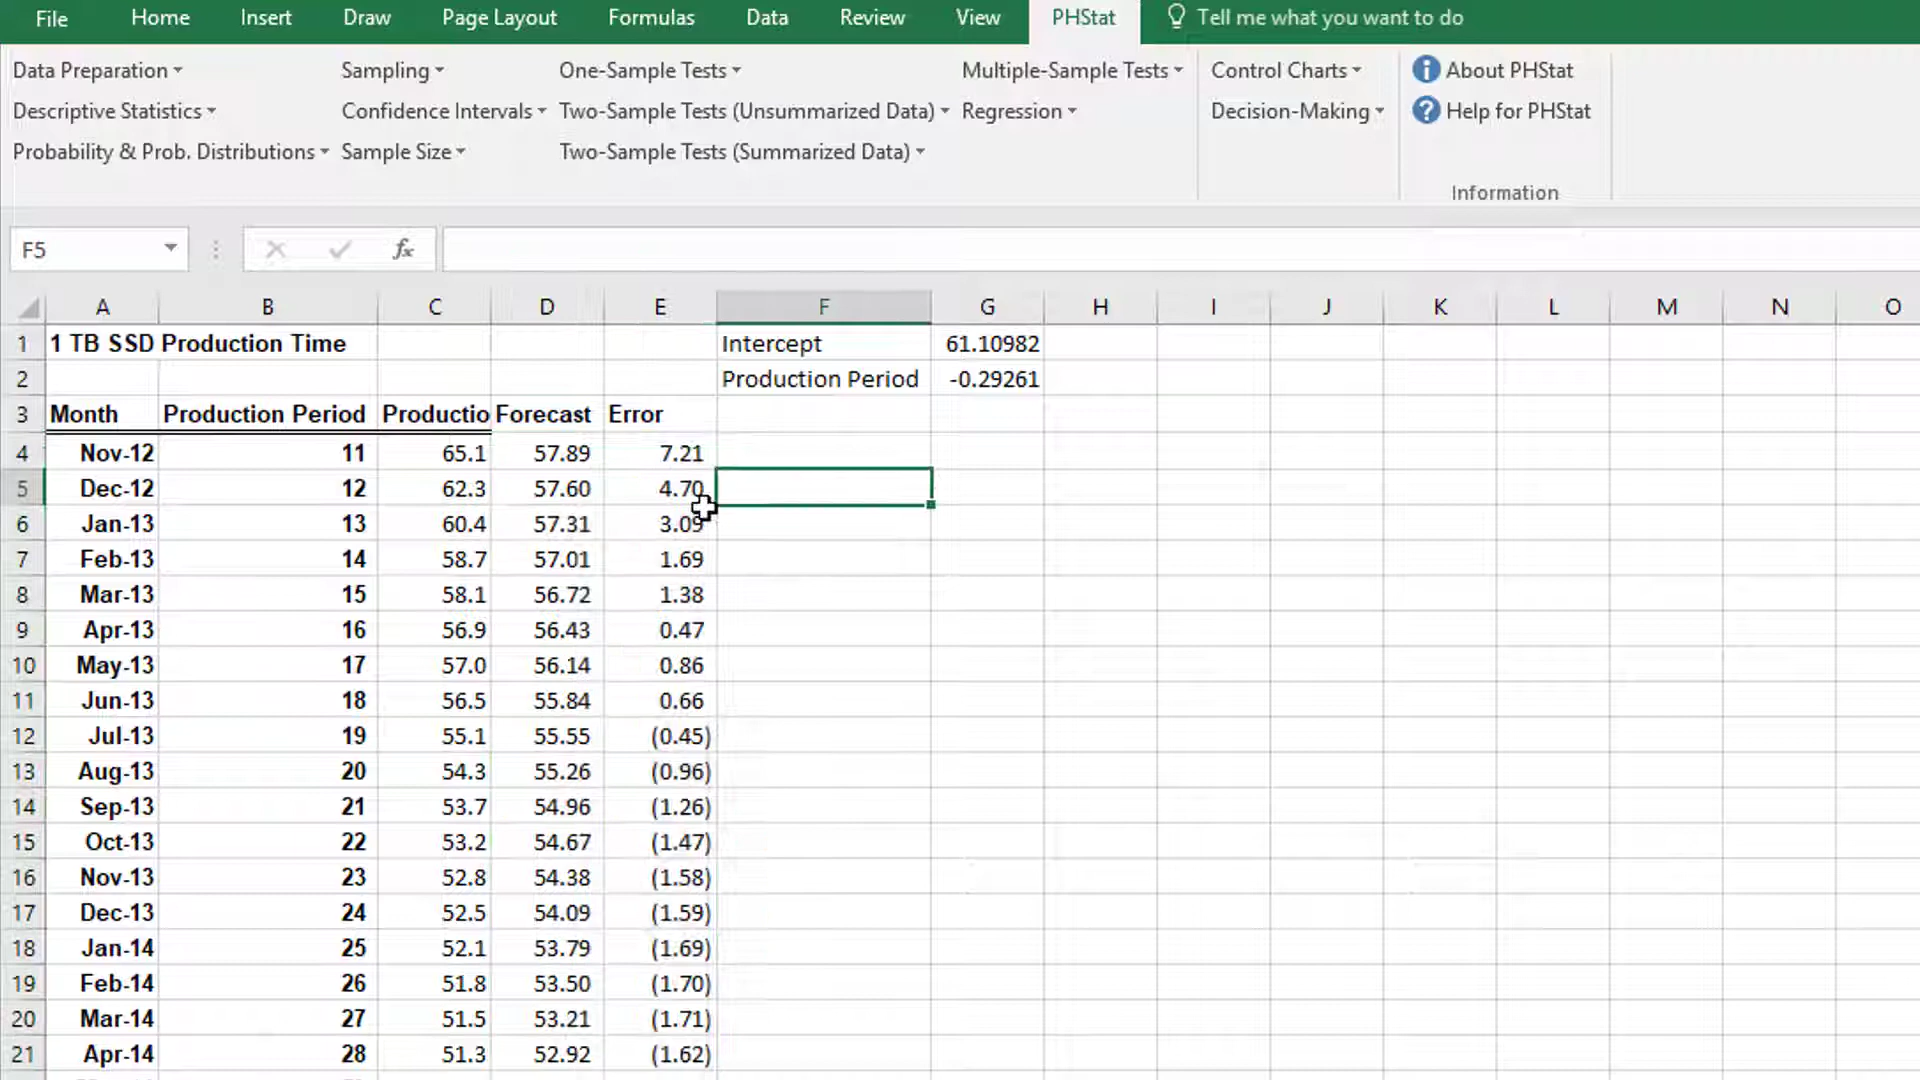 File Home Insert Draw Page Layout Formulas Data Review View PHStat Tell me what you want to do
Data Preparation Sampling One-Sample Tests Multiple-Sample Tests Control Charts About PHStat
Descriptive Statistics Confidence Intervals Two-Sample Tests (Unsummarized Data) Regression Decision-Making Help for PHStat
Probability & Prob. Distributions Sample Size Two-Sample Tests (Summarized Data)
Information
F5 fx
A B C D E F G H I J K L M N O
1 1 TB SSD Production Time Intercept 61.10982
2 Production Period -0.29261
3 Month Production Period Productio Forecast Error
4 Nov-12 11 65.1 57.89 7.21
5 Dec-12 12 62.3 57.60 4.70
6 Jan-13 13 60.4 57.31 3.09
7 Feb-13 14 58.7 57.01 1.69
8 Mar-13 15 58.1 56.72 1.38
9 Apr-13 16 56.9 56.43 0.47
10 May-13 17 57.0 56.14 0.86
11 Jun-13 18 56.5 55.84 0.66
12 Jul-13 19 55.1 55.55 (0.45)
13 Aug-13 20 54.3 55.26 (0.96)
14 Sep-13 21 53.7 54.96 (1.26)
15 Oct-13 22 53.2 54.67 (1.47)
16 Nov-13 23 52.8 54.38 (1.58)
17 Dec-13 24 52.5 54.09 (1.59)
18 Jan-14 25 52.1 53.79 (1.69)
19 Feb-14 26 51.8 53.50 (1.70)
20 Mar-14 27 51.5 53.21 (1.71)
21 Apr-14 28 51.3 52.92 (1.62)